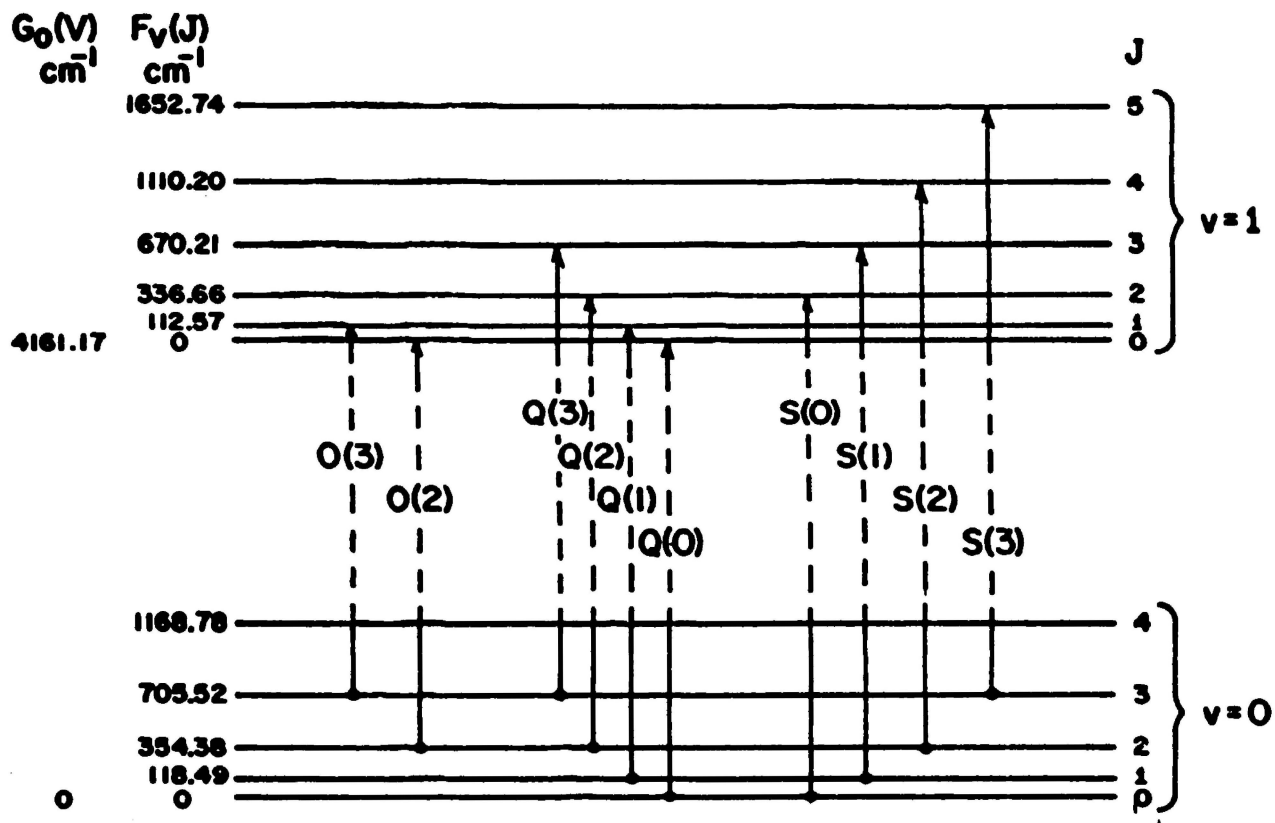 G₀(V) Fᵥ(J) J
cm⁻¹ cm⁻¹
1652.74 5
1110.20 4
v=1
670.21 3
336.66 2
112.57 1
4161.17 0 0
Q(3) S(0)
O(3) Q(2) S(1)
O(2) Q(1) S(2)
Q(0) S(3)
1168.78 4
705.52 3
v=0
354.38 2
118.49 1
0 0 0